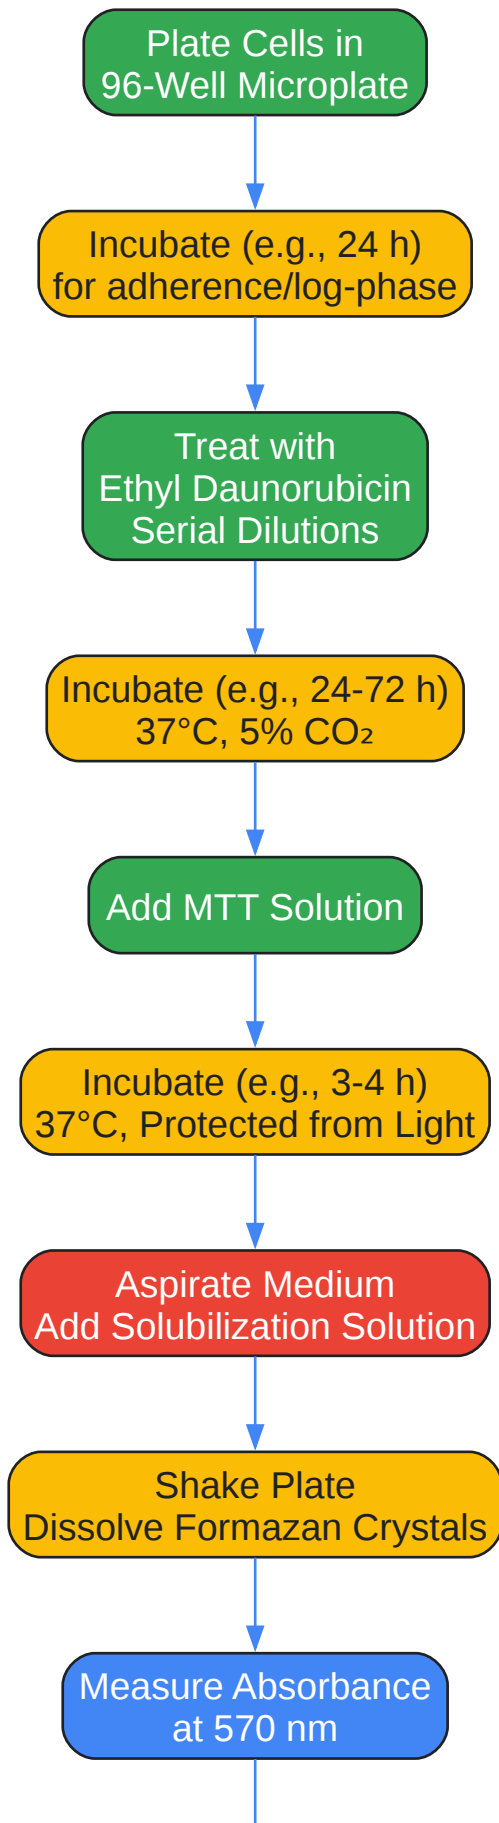 Plate Cells in
96-Well Microplate
Incubate (e.g., 24 h)
for adherence/log-phase
Treat with
Ethyl Daunorubicin
Serial Dilutions
Incubate (e.g., 24-72 h)
37°C, 5% CO₂
Add MTT Solution
Incubate (e.g., 3-4 h)
37°C, Protected from Light
Aspirate Medium
Add Solubilization Solution
Shake Plate
Dissolve Formazan Crystals
Measure Absorbance
at 570 nm